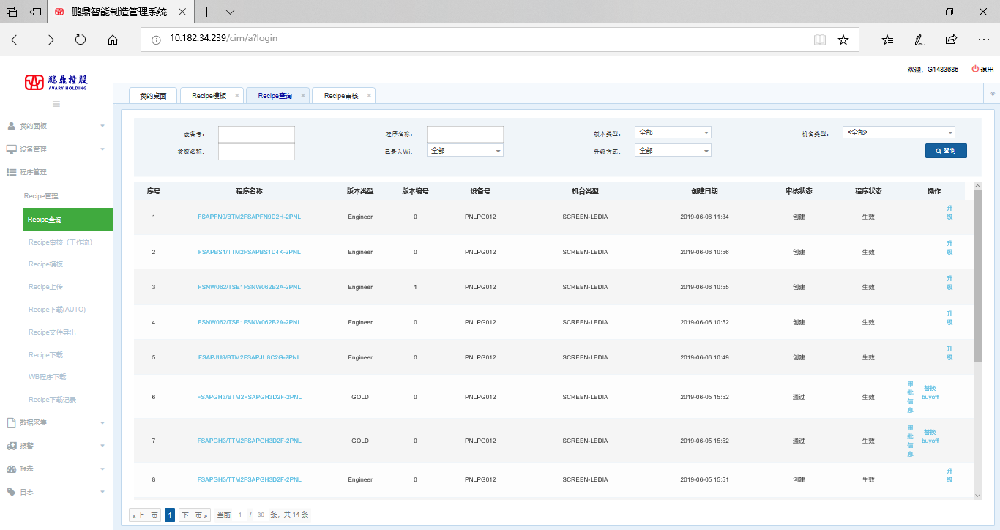 鹏鼎智能制造管理系统
10.182.34.239/cim/a?login
欢迎, G1483685 退出
鹏鼎控股
AVARY HOLDING
我的桌面 Recipe模板 Recipe查询 Recipe审核
我的面板
设备管理
程序管理
Recipe管理
Recipe查询
Recipe审核（工作流）
Recipe模板
Recipe上传
Recipe下载(AUTO)
Recipe文件导出
Recipe下载
WB程序下载
Recipe下载记录
数据采集
报警
报表
日志
设备号: 程序名称: 版本类型: 全部 机台类型: <全部>
参数名称: 已录入Wi: 全部 升级方式: 全部 查询
序号 程序名称 版本类型 版本编号 设备号 机台类型 创建日期 审核状态 程序状态 操作
1 FSAPFN9/BTM2FSAPFN9D2H-2PNL Engineer 0 PNLPG012 SCREEN-LEDIA 2019-06-06 11:34 创建 生效 升级
2 FSAPBS1/TTM2FSAPBS1D4K-2PNL Engineer 0 PNLPG012 SCREEN-LEDIA 2019-06-06 10:56 创建 生效 升级
3 FSNW062/TSE1FSNW062B2A-2PNL Engineer 1 PNLPG012 SCREEN-LEDIA 2019-06-06 10:55 创建 生效 升级
4 FSNW062/TSE1FSNW062B2A-2PNL Engineer 0 PNLPG012 SCREEN-LEDIA 2019-06-06 10:52 创建 生效 升级
5 FSAPJU8/BTM2FSAPJU8C2G-2PNL Engineer 0 PNLPG012 SCREEN-LEDIA 2019-06-06 10:49 创建 生效 升级
6 FSAPGH3/BTM2FSAPGH3D2F-2PNL GOLD 0 PNLPG012 SCREEN-LEDIA 2019-06-05 15:52 通过 生效 审批信息 替换buyoff
7 FSAPGH3/TTM2FSAPGH3D2F-2PNL GOLD 0 PNLPG012 SCREEN-LEDIA 2019-06-05 15:52 通过 生效 审批信息 替换buyoff
8 FSAPGH3/TTM2FSAPGH3D2F-2PNL Engineer 0 PNLPG012 SCREEN-LEDIA 2019-06-05 15:51 创建 生效 升级
« 上一页 1 下一页 » 当前 1 / 30 条，共 14 条